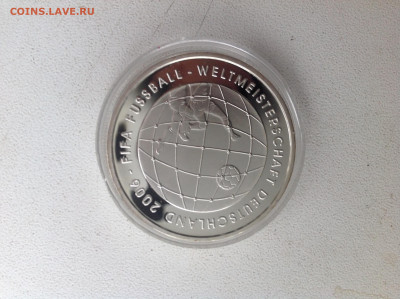 COINS.LAVE.RU
FIFA FUSSBALL - WELTMEISTERSCHAFT DEUTSCHLAND 2006 -